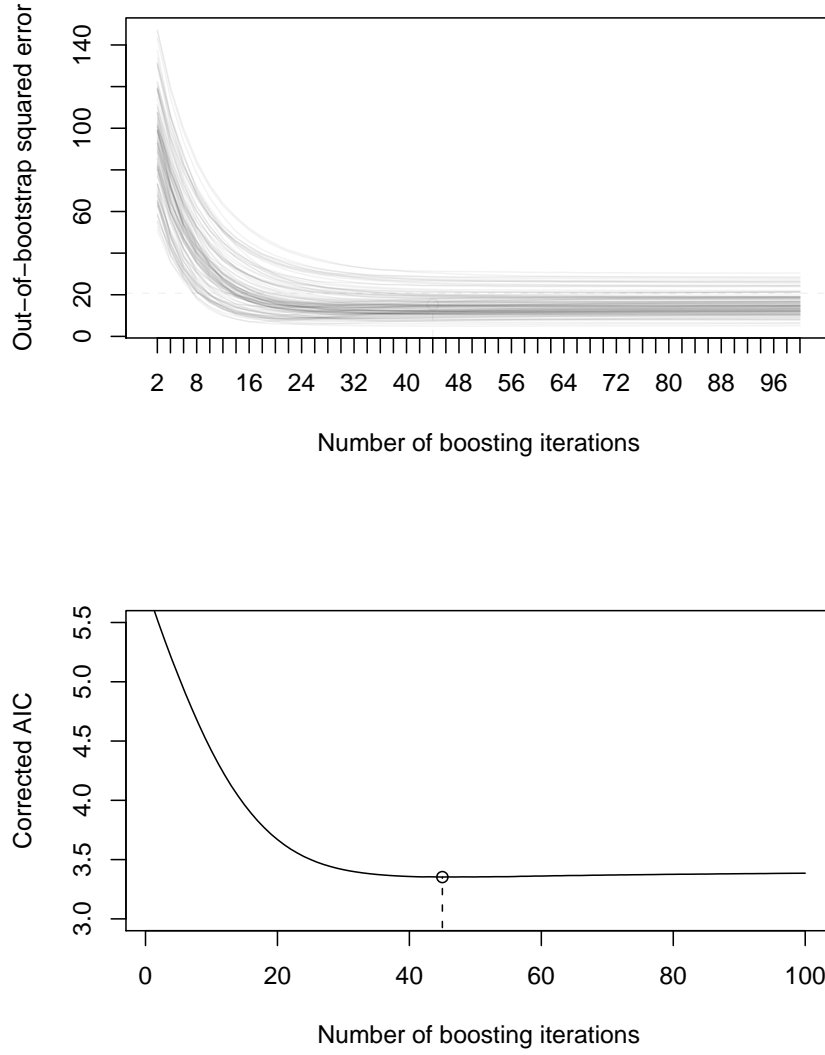 Out−of−bootstrap squared error
140
100
60
20
0
2 8 16 24 32 40 48 56 64 72 80 88 96
Number of boosting iterations
Corrected AIC
5.5
5.0
4.5
4.0
3.5
3.0
0 20 40 60 80 100
Number of boosting iterations